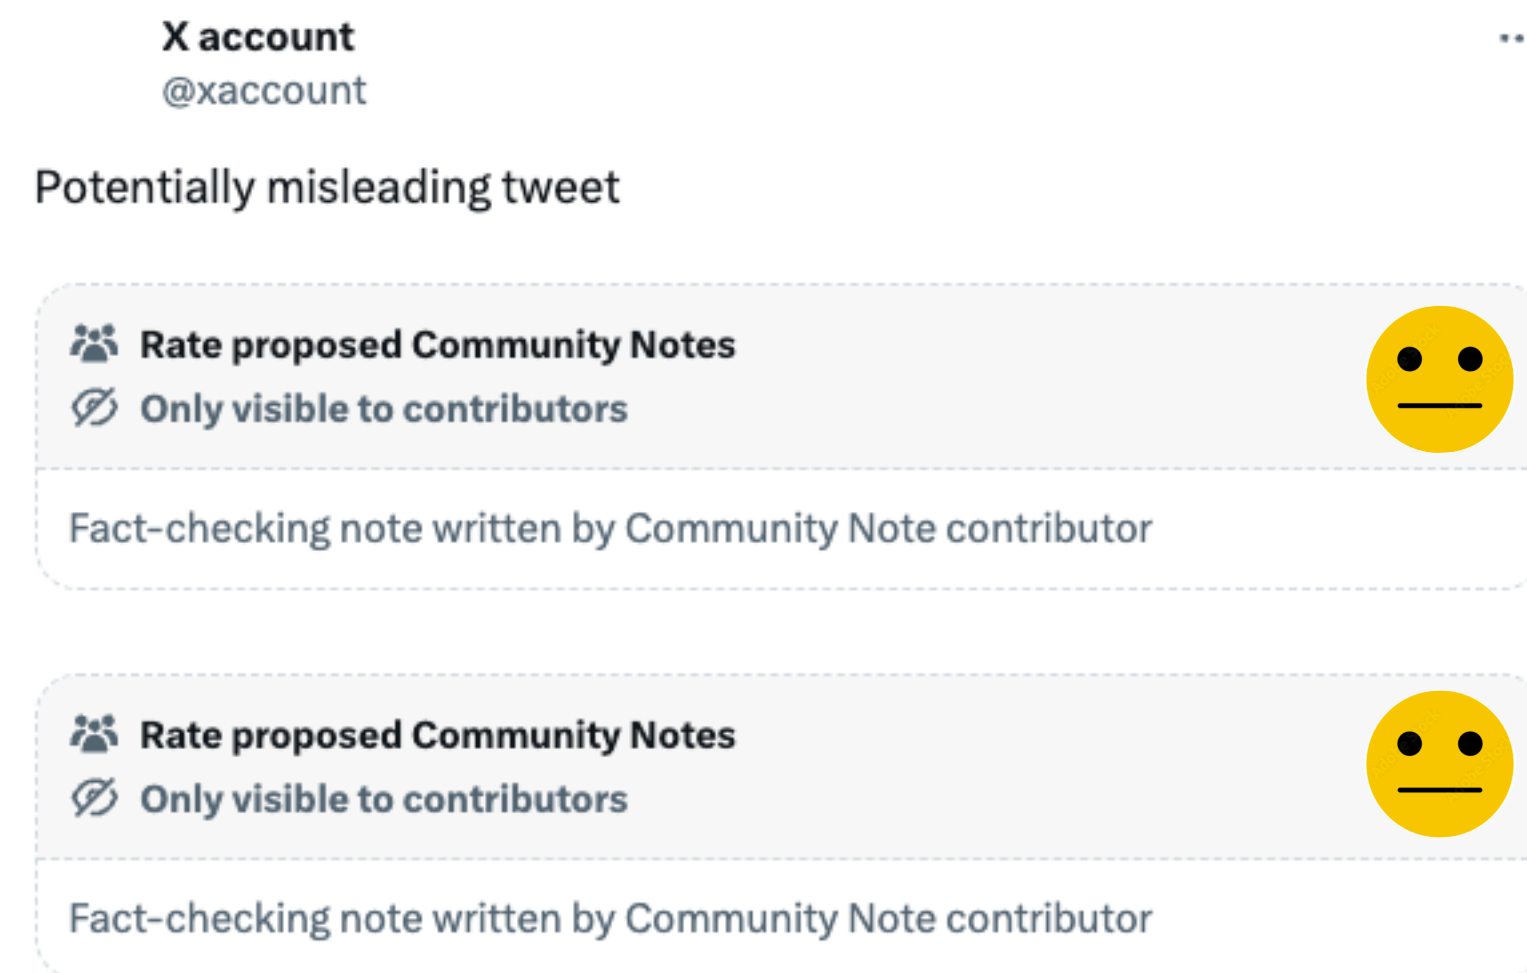 X account
@xaccount
Potentially misleading tweet
Rate proposed Community Notes
Only visible to contributors
Fact-checking note written by Community Note contributor
Rate proposed Community Notes
Only visible to contributors
Fact-checking note written by Community Note contributor